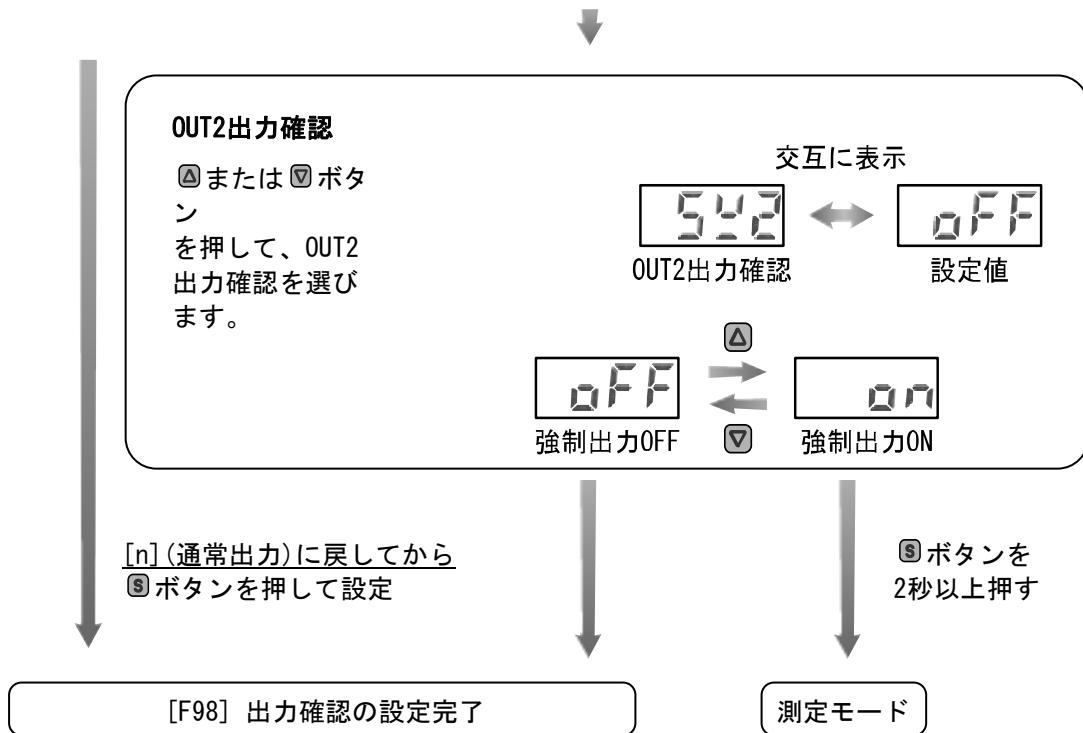 OUT2出力確認
△または▽ボタ
ン
を押して、OUT2
出力確認を選び
ます。
交互に表示
Sw2
oFF
OUT2出力確認
設定値
△
oFF
on
強制出力OFF
▽
強制出力ON
[n](通常出力)に戻してから
Sボタンを押して設定
Sボタンを
2秒以上押す
[F98] 出力確認の設定完了
測定モード